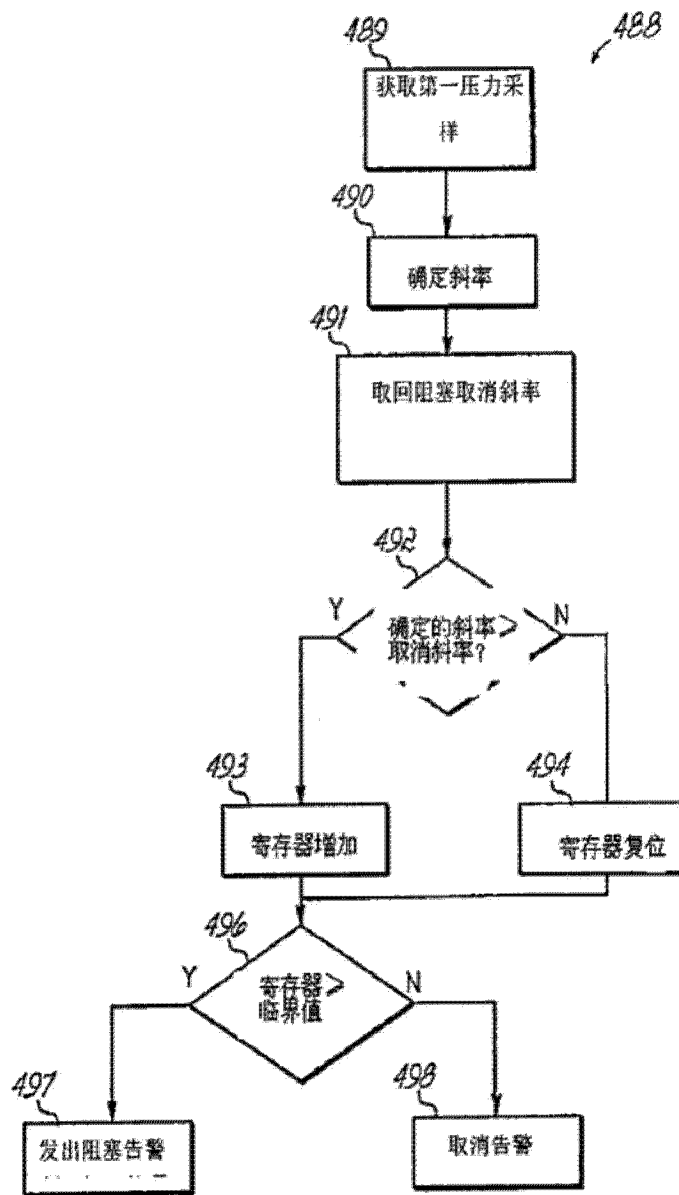 488
489
获取第一压力采
样
490
确定斜率
491
取回阻塞取消斜率
492
Y
N
确定的斜率>
取消斜率?
493
寄存器增加
494
寄存器复位
496
Y
N
寄存器>
临界值
497
发出阻塞告警
498
取消告警